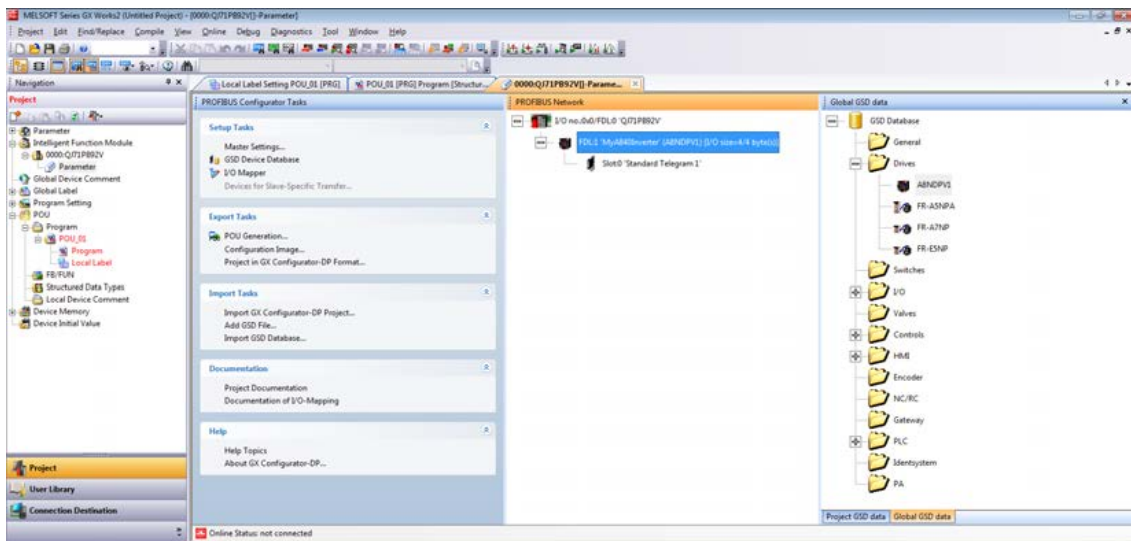 MELSOFT Series GX Works2 (Untitled Project) - [0000:QJ71PB92V[]-Parameter]
Project Edit Find/Replace Compile View Online Debug Diagnostics Tool Window Help
Navigation
Local Label Setting POU_01 [PRG]
POU_01 [PRG] Program [Structur...
0000:QJ71PB92V[]-Parame...
Project
Parameter
Intelligent Function Module
0000:QJ71PB92V
Parameter
Global Device Comment
Global Label
Program Setting
POU
Program
POU_01
Program
Local Label
FB/FUN
Structured Data Types
Local Device Comment
Device Memory
Device Initial Value
Project
User Library
Connection Destination
PROFIBUS Configurator Tasks
Setup Tasks
Master Settings...
GSD Device Database
I/O Mapper
Devices for Slave-Specific Transfer...
Export Tasks
POU Generation...
Configuration Image...
Project in GX Configurator-DP Format...
Import Tasks
Import GX Configurator-DP Project...
Add GSD File...
Import GSD Database...
Documentation
Project Documentation
Documentation of I/O-Mapping
Help
Help Topics
About GX Configurator-DP...
PROFIBUS Network
I/O no.:0x0/FDL:0 'QJ71PB92V'
Slot:0 'Standard Telegram 1'
Global GSD data
GSD Database
General
Drives
A8NDPV1
FR-A5NPA
FR-A7NP
FR-E5NP
Switches
I/O
Valves
Controls
HMI
Encoder
NC/RC
Gateway
PLC
Identsystem
PA
Project GSD data
Global GSD data
Online Status: not connected